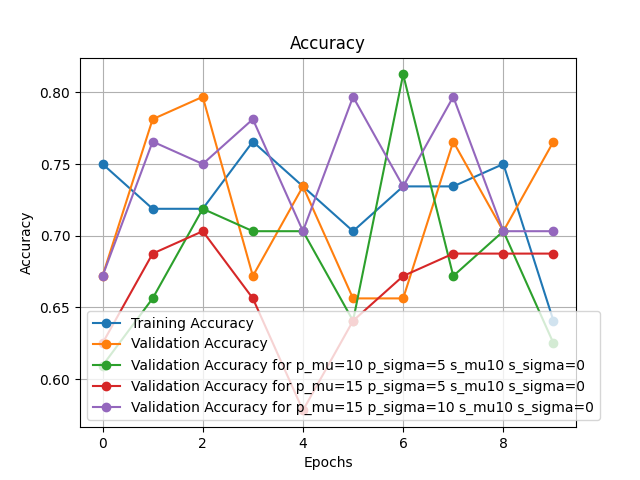 Accuracy
0.80
0.75
0.70
0.65
0.60
Accuracy
Training Accuracy
Validation Accuracy
Validation Accuracy for p_mu=10 p_sigma=5 s_mu10 s_sigma=0
Validation Accuracy for p_mu=15 p_sigma=5 s_mu10 s_sigma=0
Validation Accuracy for p_mu=15 p_sigma=10 s_mu10 s_sigma=0
0 2 4 6 8
Epochs